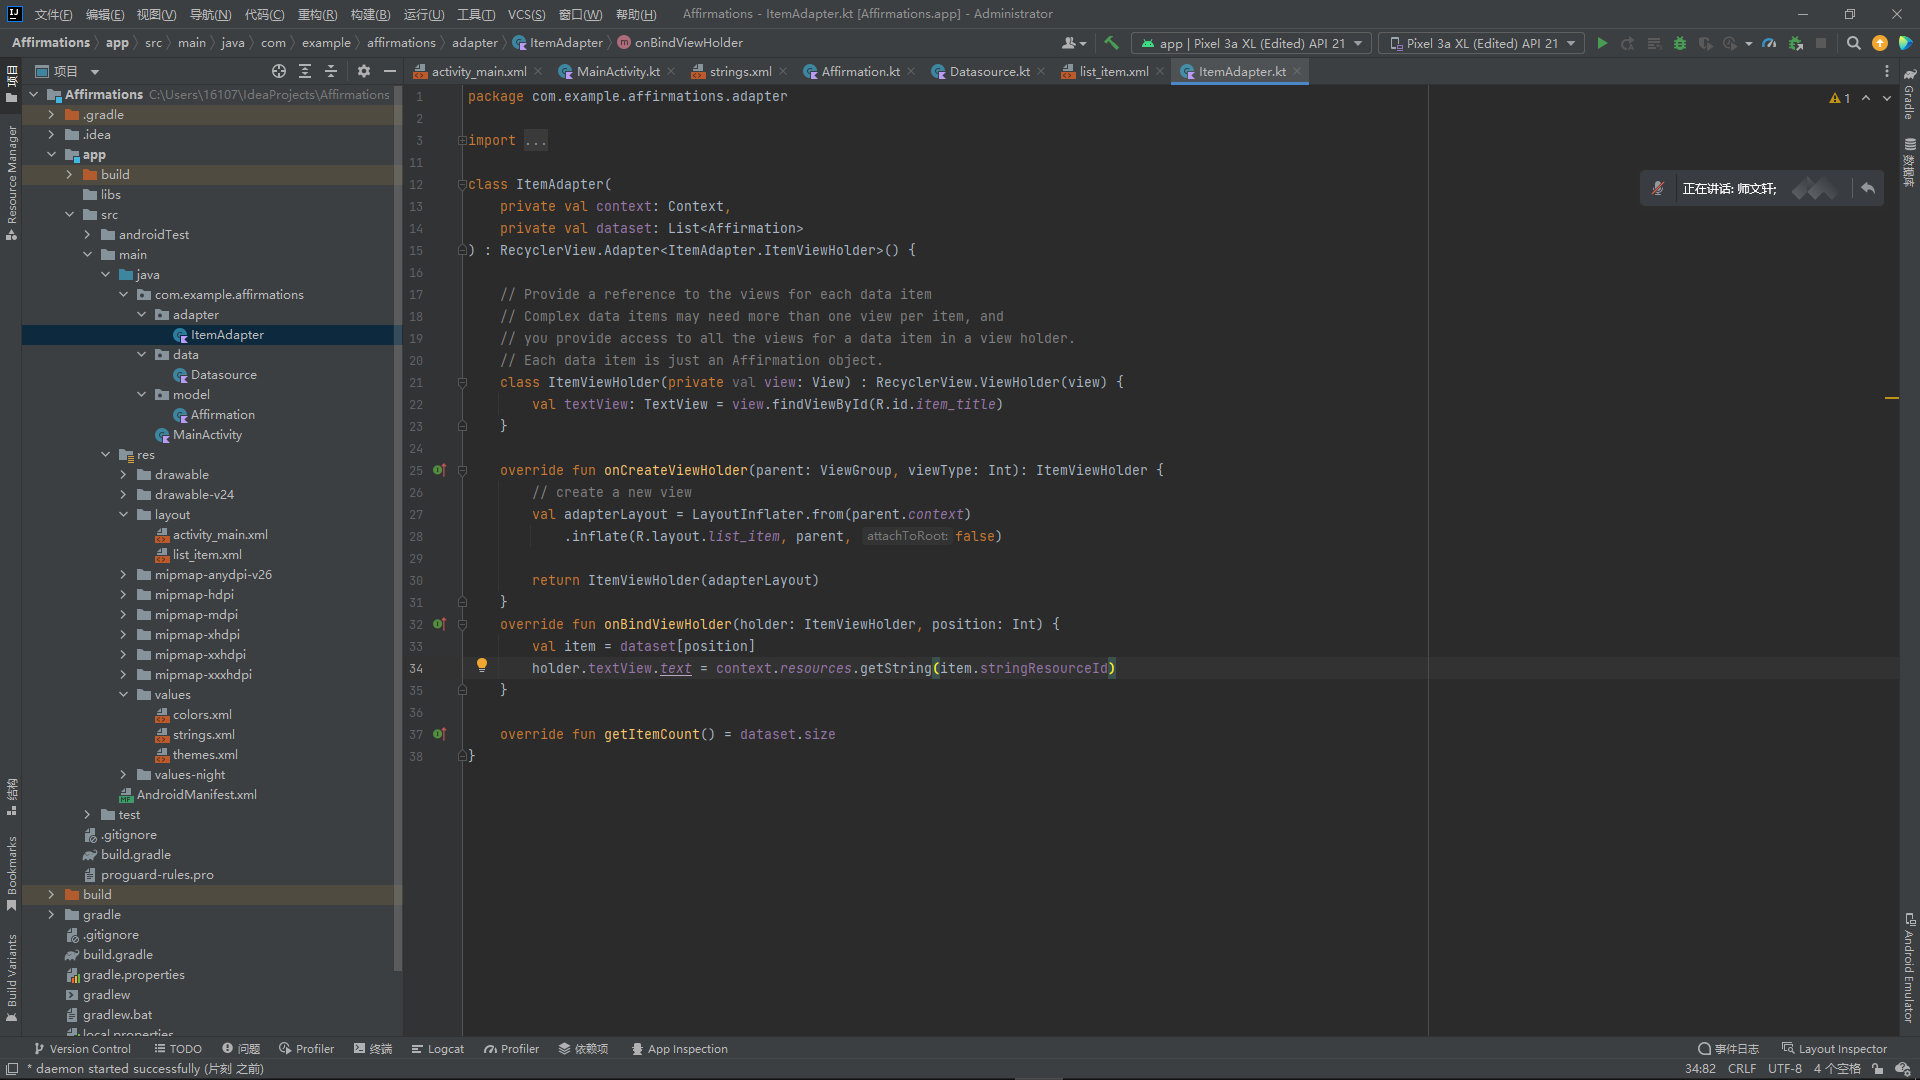 文件(F) 编辑(E) 视图(V) 导航(N) 代码(C) 重构(R) 构建(B) 运行(U) 工具(T) VCS(S) 窗口(W) 帮助(H) Affirmations - ItemAdapter.kt [Affirmations.app] - Administrator
Affirmations app src main java com example affirmations adapter ItemAdapter onBindViewHolder app | Pixel 3a XL (Edited) API 21 Pixel 3a XL (Edited) API 21
项目
activity_main.xml MainActivity.kt strings.xml Affirmation.kt Datasource.kt list_item.xml ItemAdapter.kt
项目
Resource Manager
结构
Bookmarks
Build Variants
Affirmations C:\Users\16107\IdeaProjects\Affirmations
.gradle
.idea
app
build
libs
src
androidTest
main
java
com.example.affirmations
adapter
ItemAdapter
data
Datasource
model
Affirmation
MainActivity
res
drawable
drawable-v24
layout
activity_main.xml
list_item.xml
mipmap-anydpi-v26
mipmap-hdpi
mipmap-mdpi
mipmap-xhdpi
mipmap-xxhdpi
mipmap-xxxhdpi
values
colors.xml
strings.xml
themes.xml
values-night
AndroidManifest.xml
test
.gitignore
build.gradle
proguard-rules.pro
build
gradle
.gitignore
build.gradle
gradle.properties
gradlew
gradlew.bat
local.properties
1 package com.example.affirmations.adapter
2
3 import ...
11
12 class ItemAdapter(
13 private val context: Context,
14 private val dataset: List<Affirmation>
15 ) : RecyclerView.Adapter<ItemAdapter.ItemViewHolder>() {
16
17 // Provide a reference to the views for each data item
18 // Complex data items may need more than one view per item, and
19 // you provide access to all the views for a data item in a view holder.
20 // Each data item is just an Affirmation object.
21 class ItemViewHolder(private val view: View) : RecyclerView.ViewHolder(view) {
22 val textView: TextView = view.findViewById(R.id.item_title)
23 }
24
25 override fun onCreateViewHolder(parent: ViewGroup, viewType: Int): ItemViewHolder {
26 // create a new view
27 val adapterLayout = LayoutInflater.from(parent.context)
28 .inflate(R.layout.list_item, parent, attachToRoot: false)
29
30 return ItemViewHolder(adapterLayout)
31 }
32 override fun onBindViewHolder(holder: ItemViewHolder, position: Int) {
33 val item = dataset[position]
34 holder.textView.text = context.resources.getString(item.stringResourceId)
35 }
36
37 override fun getItemCount() = dataset.size
38 }
1
正在讲话: 师文轩;
Gradle
数据库
Android Emulator
Version Control TODO 问题 Profiler 终端 Logcat Profiler 依赖项 App Inspection 事件日志 Layout Inspector
* daemon started successfully (片刻 之前) 34:82 CRLF UTF-8 4 个空格